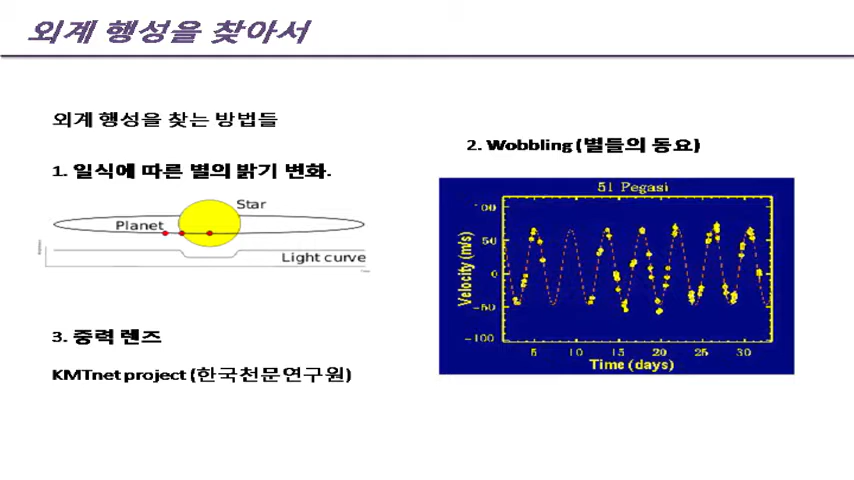 외계 행성을 찾아서
외계 행성을 찾는 방법들
1. 일식에 따른 별의 밝기 변화.
Star
Planet
Light curve
3. 중력 렌즈
KMTnet project (한국천문연구원)
2. Wobbling (별들의 동요)
51 Pegasi
Velocity (m/s)
100
50
0
-50
-100
5 10 15 20 25 30
Time (days)